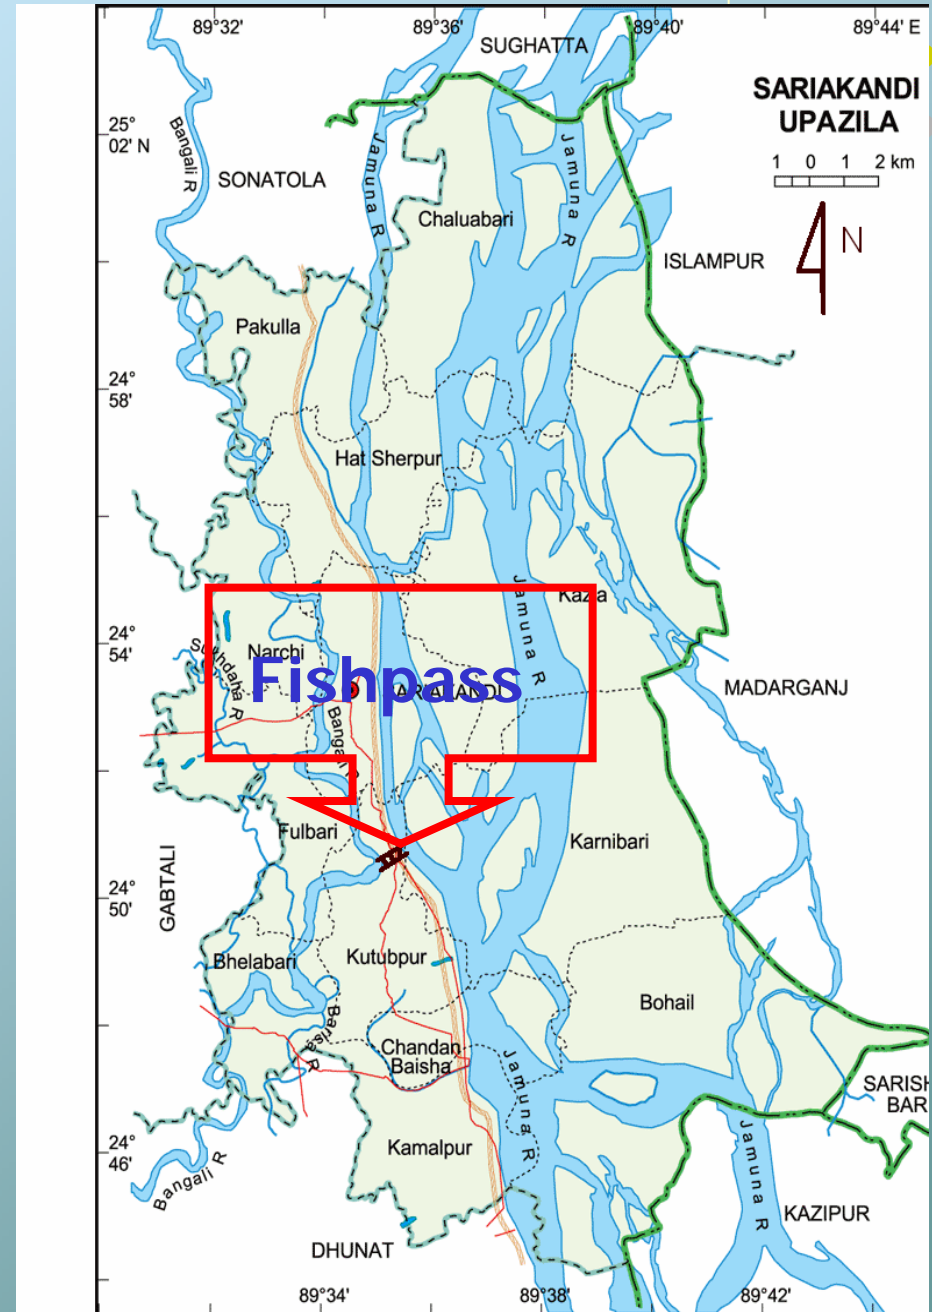 89°32'
89°36'
89°40'
89°44' E
SUGHATTA
SARIAKANDI
UPAZILA
1 0 1 2 km
N
25°
02' N
Bangali R
SONATOLA
Jamuna R
Jamuna R
Chaluabari
ISLAMPUR
Pakulla
24°
58'
Hat Sherpur
Jamuna R
Kazla
24°
54'
Narchi
Sukhdaha R
Fishpass
SARIAKANDI
MADARGANJ
Bangali R
Fulbari
Karnibari
GABTALI
24°
50'
Bhelabari
Kutubpur
Bohail
Barisa R
Chandan
Baisha
Jamuna R
SARISH
BAR
24°
46'
Kamalpur
Jamuna R
Bangali R
KAZIPUR
DHUNAT
89°34'
89°38'
89°42'